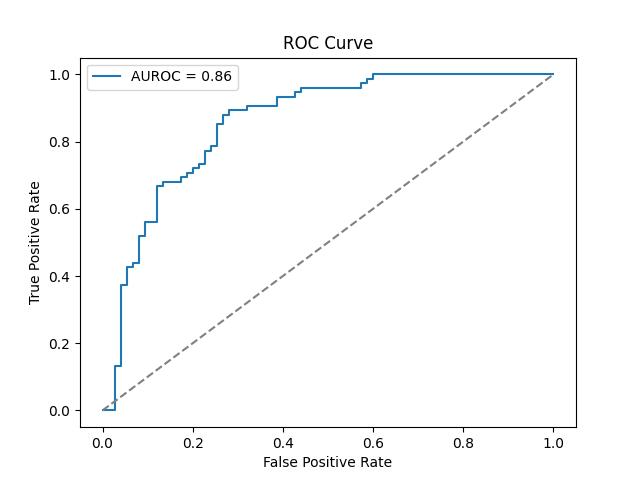 ROC Curve
AUROC = 0.86
True Positive Rate
1.0
0.8
0.6
0.4
0.2
0.0
0.0 0.2 0.4 0.6 0.8 1.0
False Positive Rate